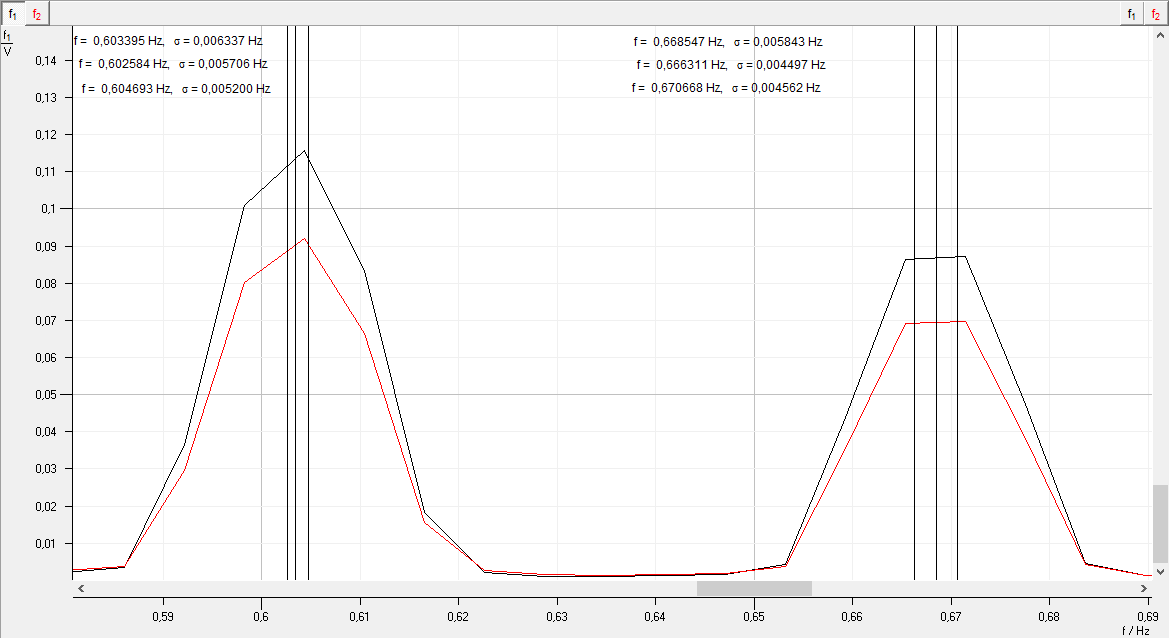 f1 f2 f1 f2
f1
V
f = 0,603395 Hz, σ = 0,006337 Hz
f = 0,602584 Hz, σ = 0,005706 Hz
f = 0,604693 Hz, σ = 0,005200 Hz
f = 0,668547 Hz, σ = 0,005843 Hz
f = 0,666311 Hz, σ = 0,004497 Hz
f = 0,670668 Hz, σ = 0,004562 Hz
0,14
0,13
0,12
0,11
0,1
0,09
0,08
0,07
0,06
0,05
0,04
0,03
0,02
0,01
0,59 0,6 0,61 0,62 0,63 0,64 0,65 0,66 0,67 0,68 0,69
f / Hz